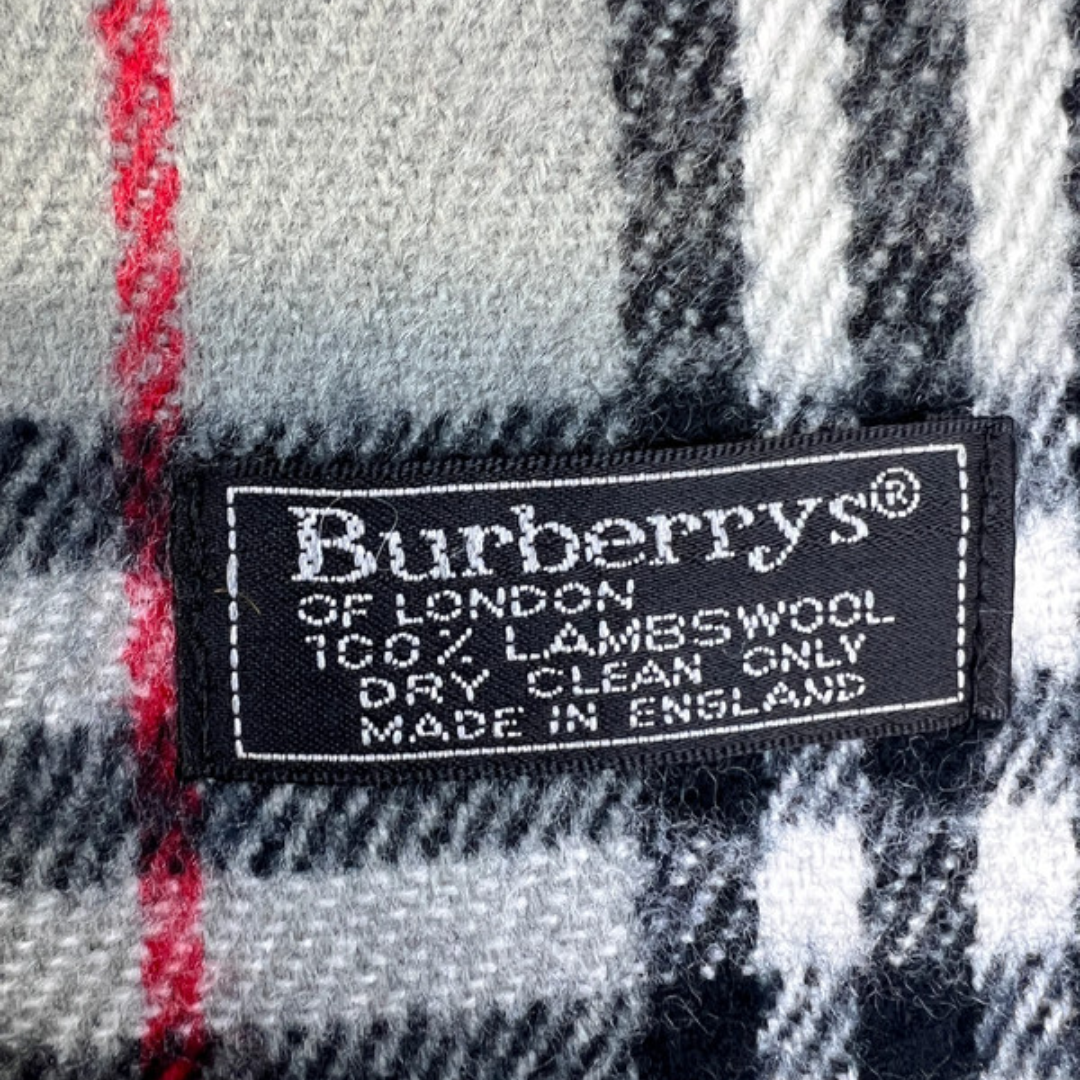 Burberrys®
OF LONDON
100% LAMBSWOOL
DRY CLEAN ONLY
MADE IN ENGLAND